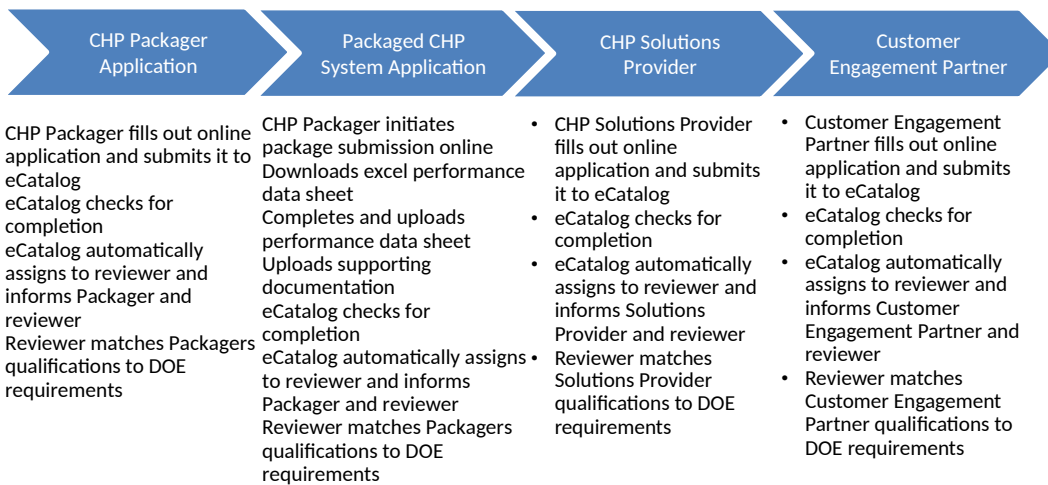 CHP Packager
Application
Packaged CHP
System Application
CHP Solutions
Provider
Customer
Engagement Partner
CHP Packager fills out online
application and submits it to
eCatalog
eCatalog checks for
completion
eCatalog automatically
assigns to reviewer and
informs Packager and
reviewer
Reviewer matches Packagers
qualifications to DOE
requirements
CHP Packager initiates
package submission online
Downloads excel performance
data sheet
Completes and uploads
performance data sheet
Uploads supporting
documentation
eCatalog checks for
completion
eCatalog automatically assigns
to reviewer and informs
Packager and reviewer
Reviewer matches Packagers
qualifications to DOE
requirements
• CHP Solutions Provider
fills out online
application and submits
it to eCatalog
• eCatalog checks for
completion
• eCatalog automatically
assigns to reviewer and
informs Solutions
Provider and reviewer
• Reviewer matches
Solutions Provider
qualifications to DOE
requirements
• Customer Engagement
Partner fills out online
application and submits
it to eCatalog
• eCatalog checks for
completion
• eCatalog automatically
assigns to reviewer and
informs Customer
Engagement Partner and
reviewer
• Reviewer matches
Customer Engagement
Partner qualifications to
DOE requirements